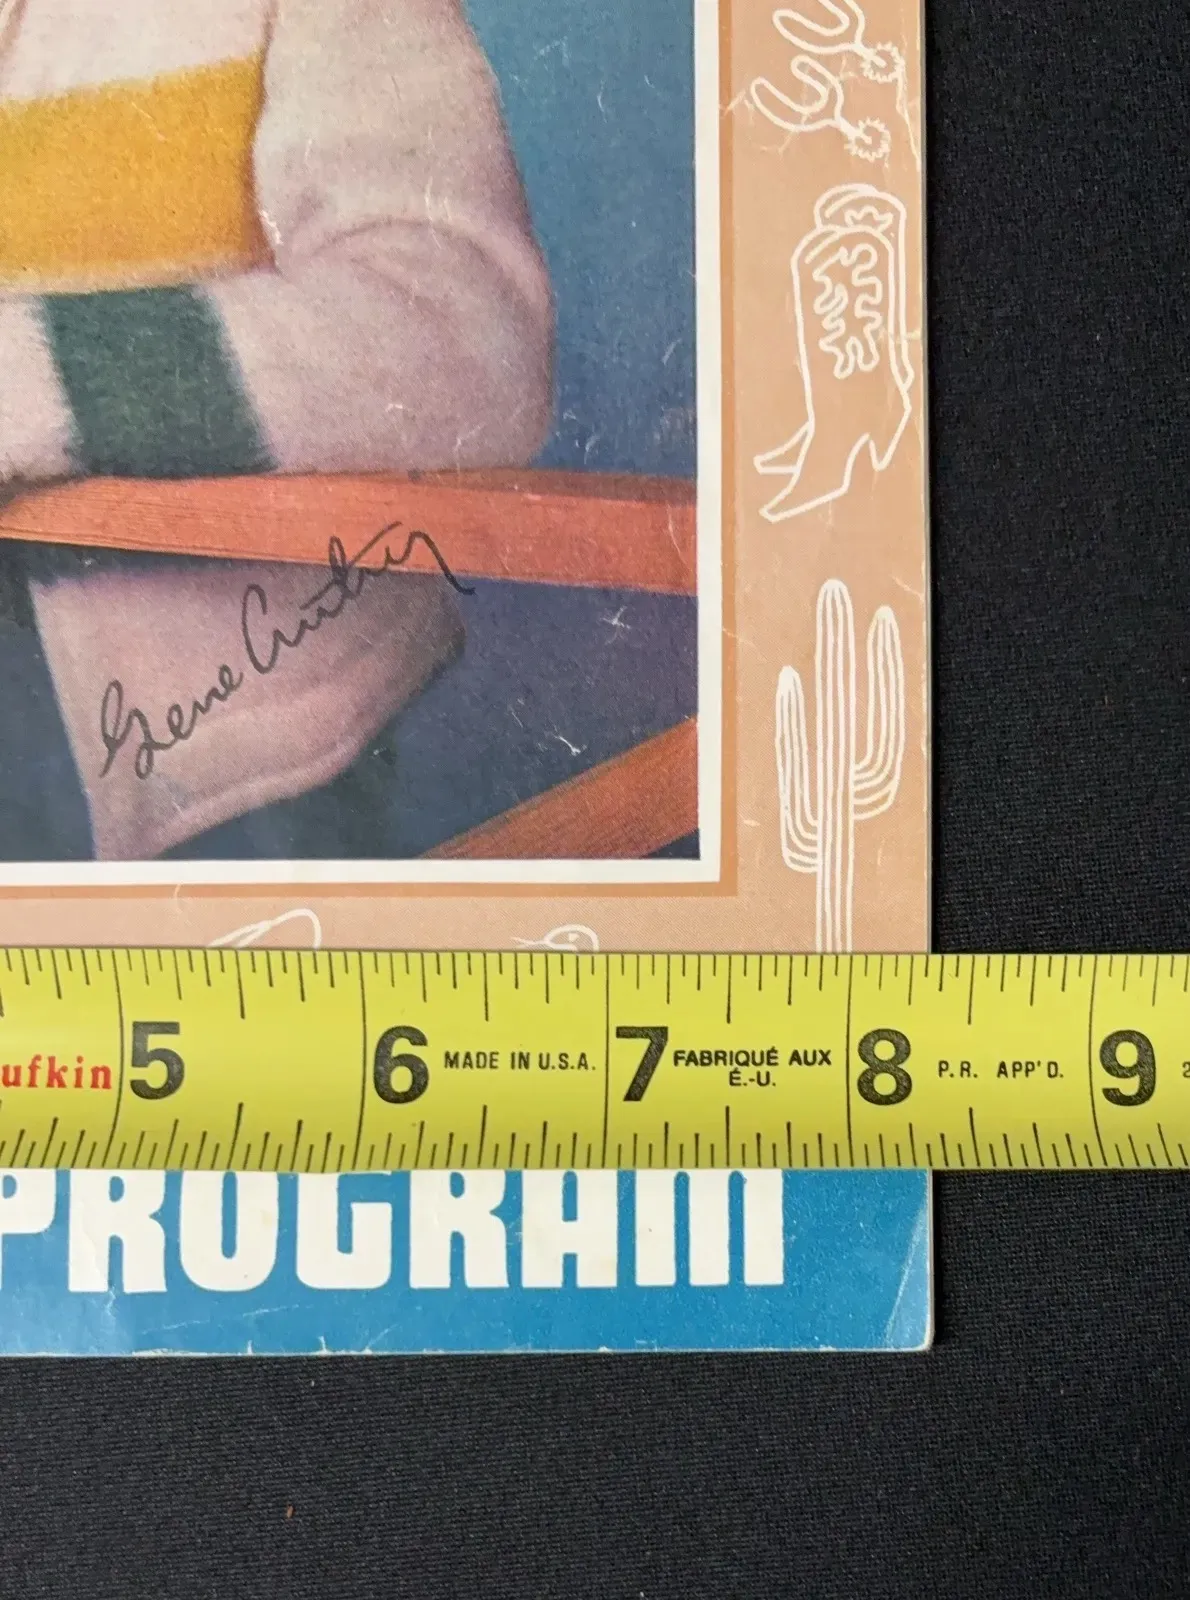 Gene Autry
ufkin 5 6 MADE IN U.S.A. 7 FABRIQUÉ AUX É.-U. 8 P.R. APP'D. 9
PROGRAM